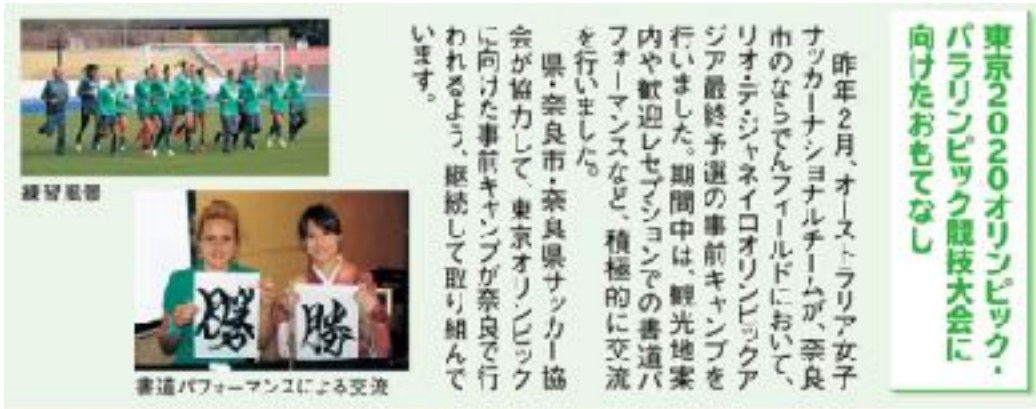 東京2020オリンピック・
パラリンピック競技大会に
向けたおもてなし
昨年2月、オーストラリア女子
サッカーナショナルチームが、奈良
市のならでんフィールドにおいて、
リオ・デ・ジャネイロオリンピックア
ジア最終予選の事前キャンプを
行いました。期間中は、観光地案
内や歓迎レセプションでの書道パ
フォーマンスなど、積極的に交流
を行いました。
県・奈良市・奈良県サッカー協
会が協力して、東京オリンピック
に向けた事前キャンプが奈良で行
われるよう、継続して取り組んで
います。
練習風景
勝
勝
書道パフォーマンスによる交流